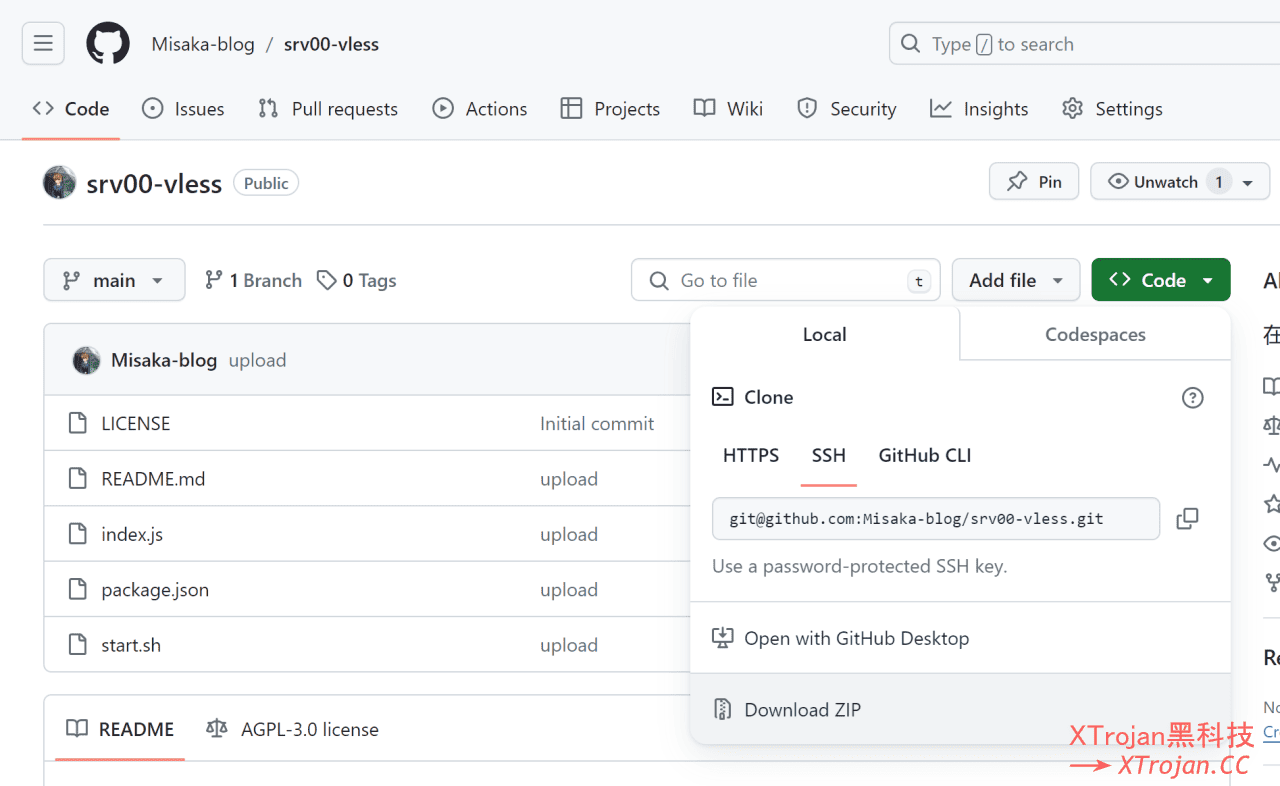 Misaka-blog / srv00-vless
Type / to search
Code Issues Pull requests Actions Projects Wiki Security Insights Settings
srv00-vless Public
Pin Unwatch 1
main 1 Branch 0 Tags
Go to file t Add file Code
Misaka-blog upload
LICENSE Initial commit
README.md upload
index.js upload
package.json upload
start.sh upload
README AGPL-3.0 license
Local Codespaces
Clone
HTTPS SSH GitHub CLI
git@github.com:Misaka-blog/srv00-vless.git
Use a password-protected SSH key.
Open with GitHub Desktop
Download ZIP
在
No
XTrojan黑科技
XTrojan.CC